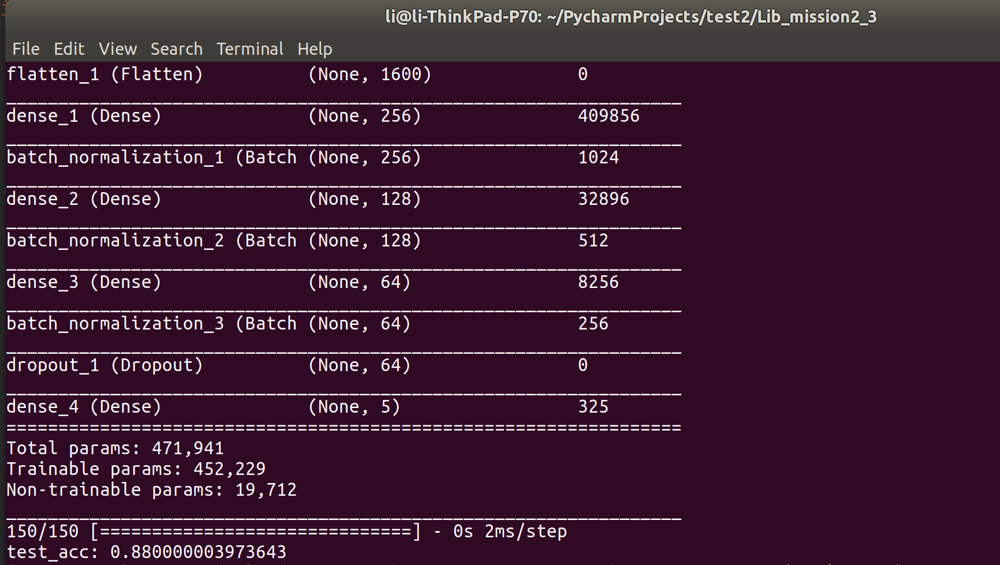 li@li-ThinkPad-P70: ~/PycharmProjects/test2/Lib_mission2_3
File Edit View Search Terminal Help
flatten_1 (Flatten) (None, 1600) 0
_________________________________________________________________
dense_1 (Dense) (None, 256) 409856
_________________________________________________________________
batch_normalization_1 (Batch (None, 256) 1024
_________________________________________________________________
dense_2 (Dense) (None, 128) 32896
_________________________________________________________________
batch_normalization_2 (Batch (None, 128) 512
_________________________________________________________________
dense_3 (Dense) (None, 64) 8256
_________________________________________________________________
batch_normalization_3 (Batch (None, 64) 256
_________________________________________________________________
dropout_1 (Dropout) (None, 64) 0
_________________________________________________________________
dense_4 (Dense) (None, 5) 325
=================================================================
Total params: 471,941
Trainable params: 452,229
Non-trainable params: 19,712
_________________________________________________________________
150/150 [==============================] - 0s 2ms/step
test_acc: 0.880000003973643